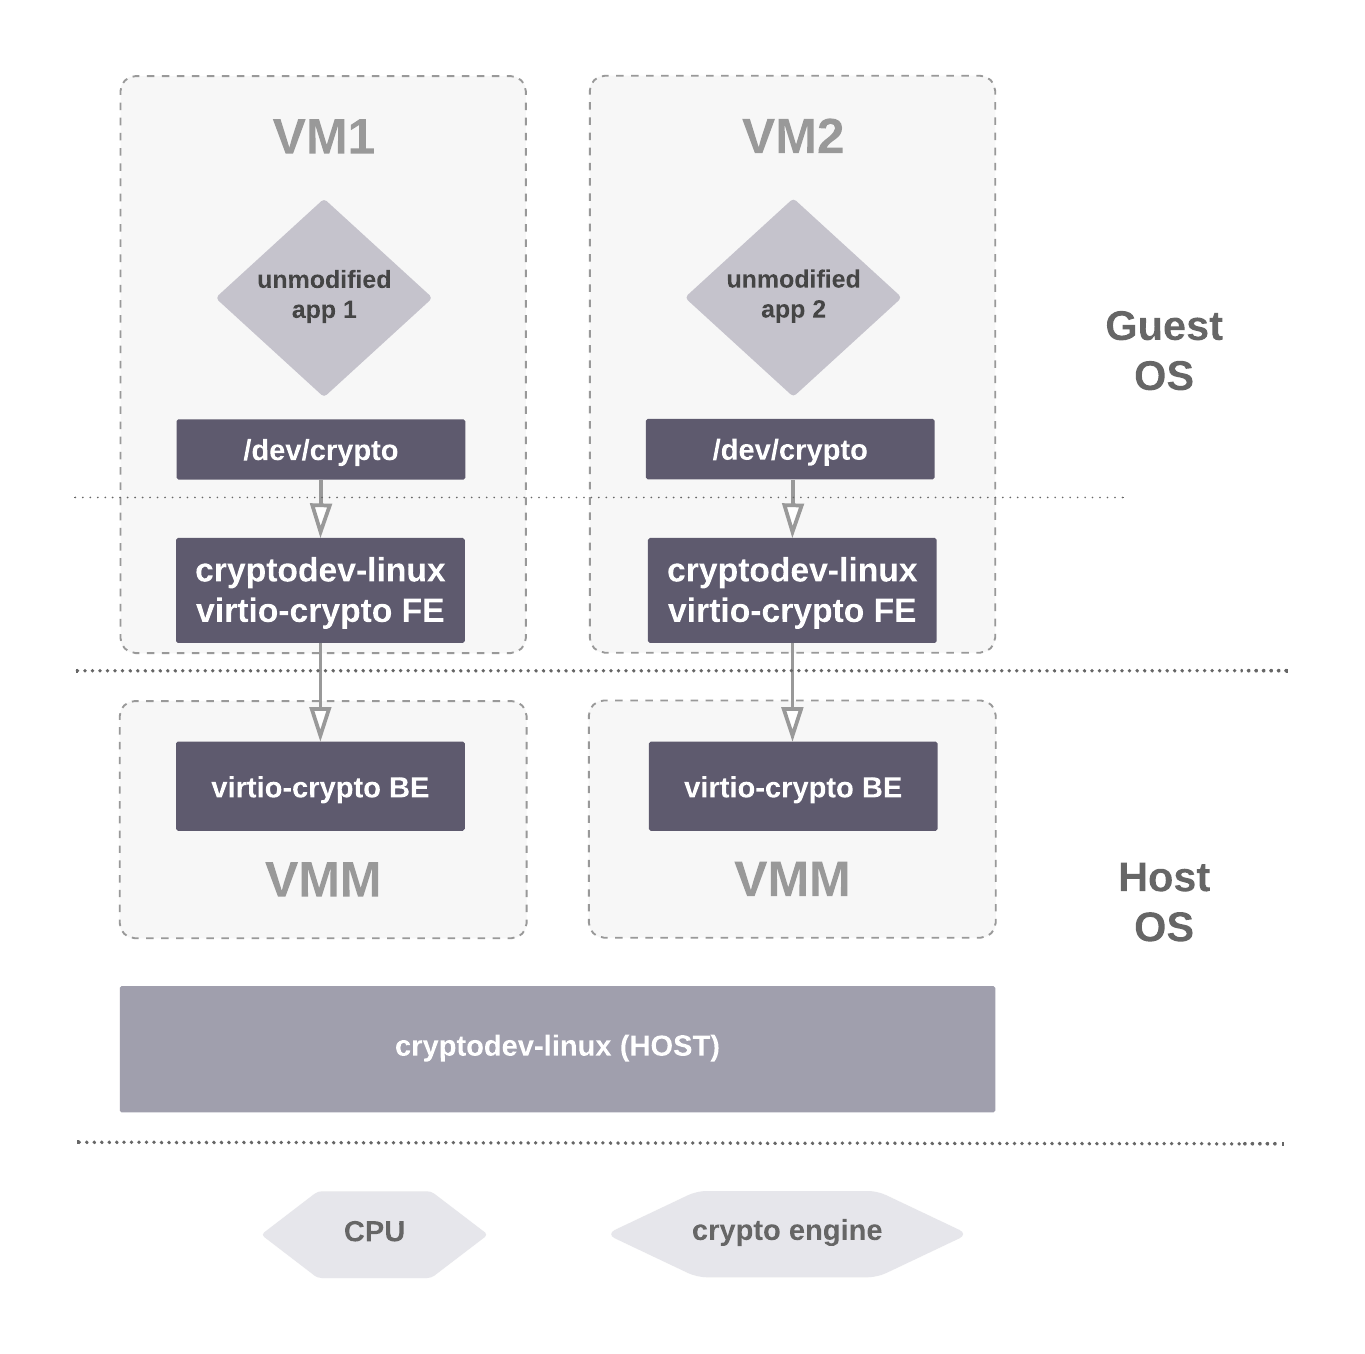 VM1
VM2
unmodified
app 1
unmodified
app 2
Guest
OS
/dev/crypto
/dev/crypto
cryptodev-linux
virtio-crypto FE
cryptodev-linux
virtio-crypto FE
virtio-crypto BE
virtio-crypto BE
VMM
VMM
Host
OS
cryptodev-linux (HOST)
CPU
crypto engine